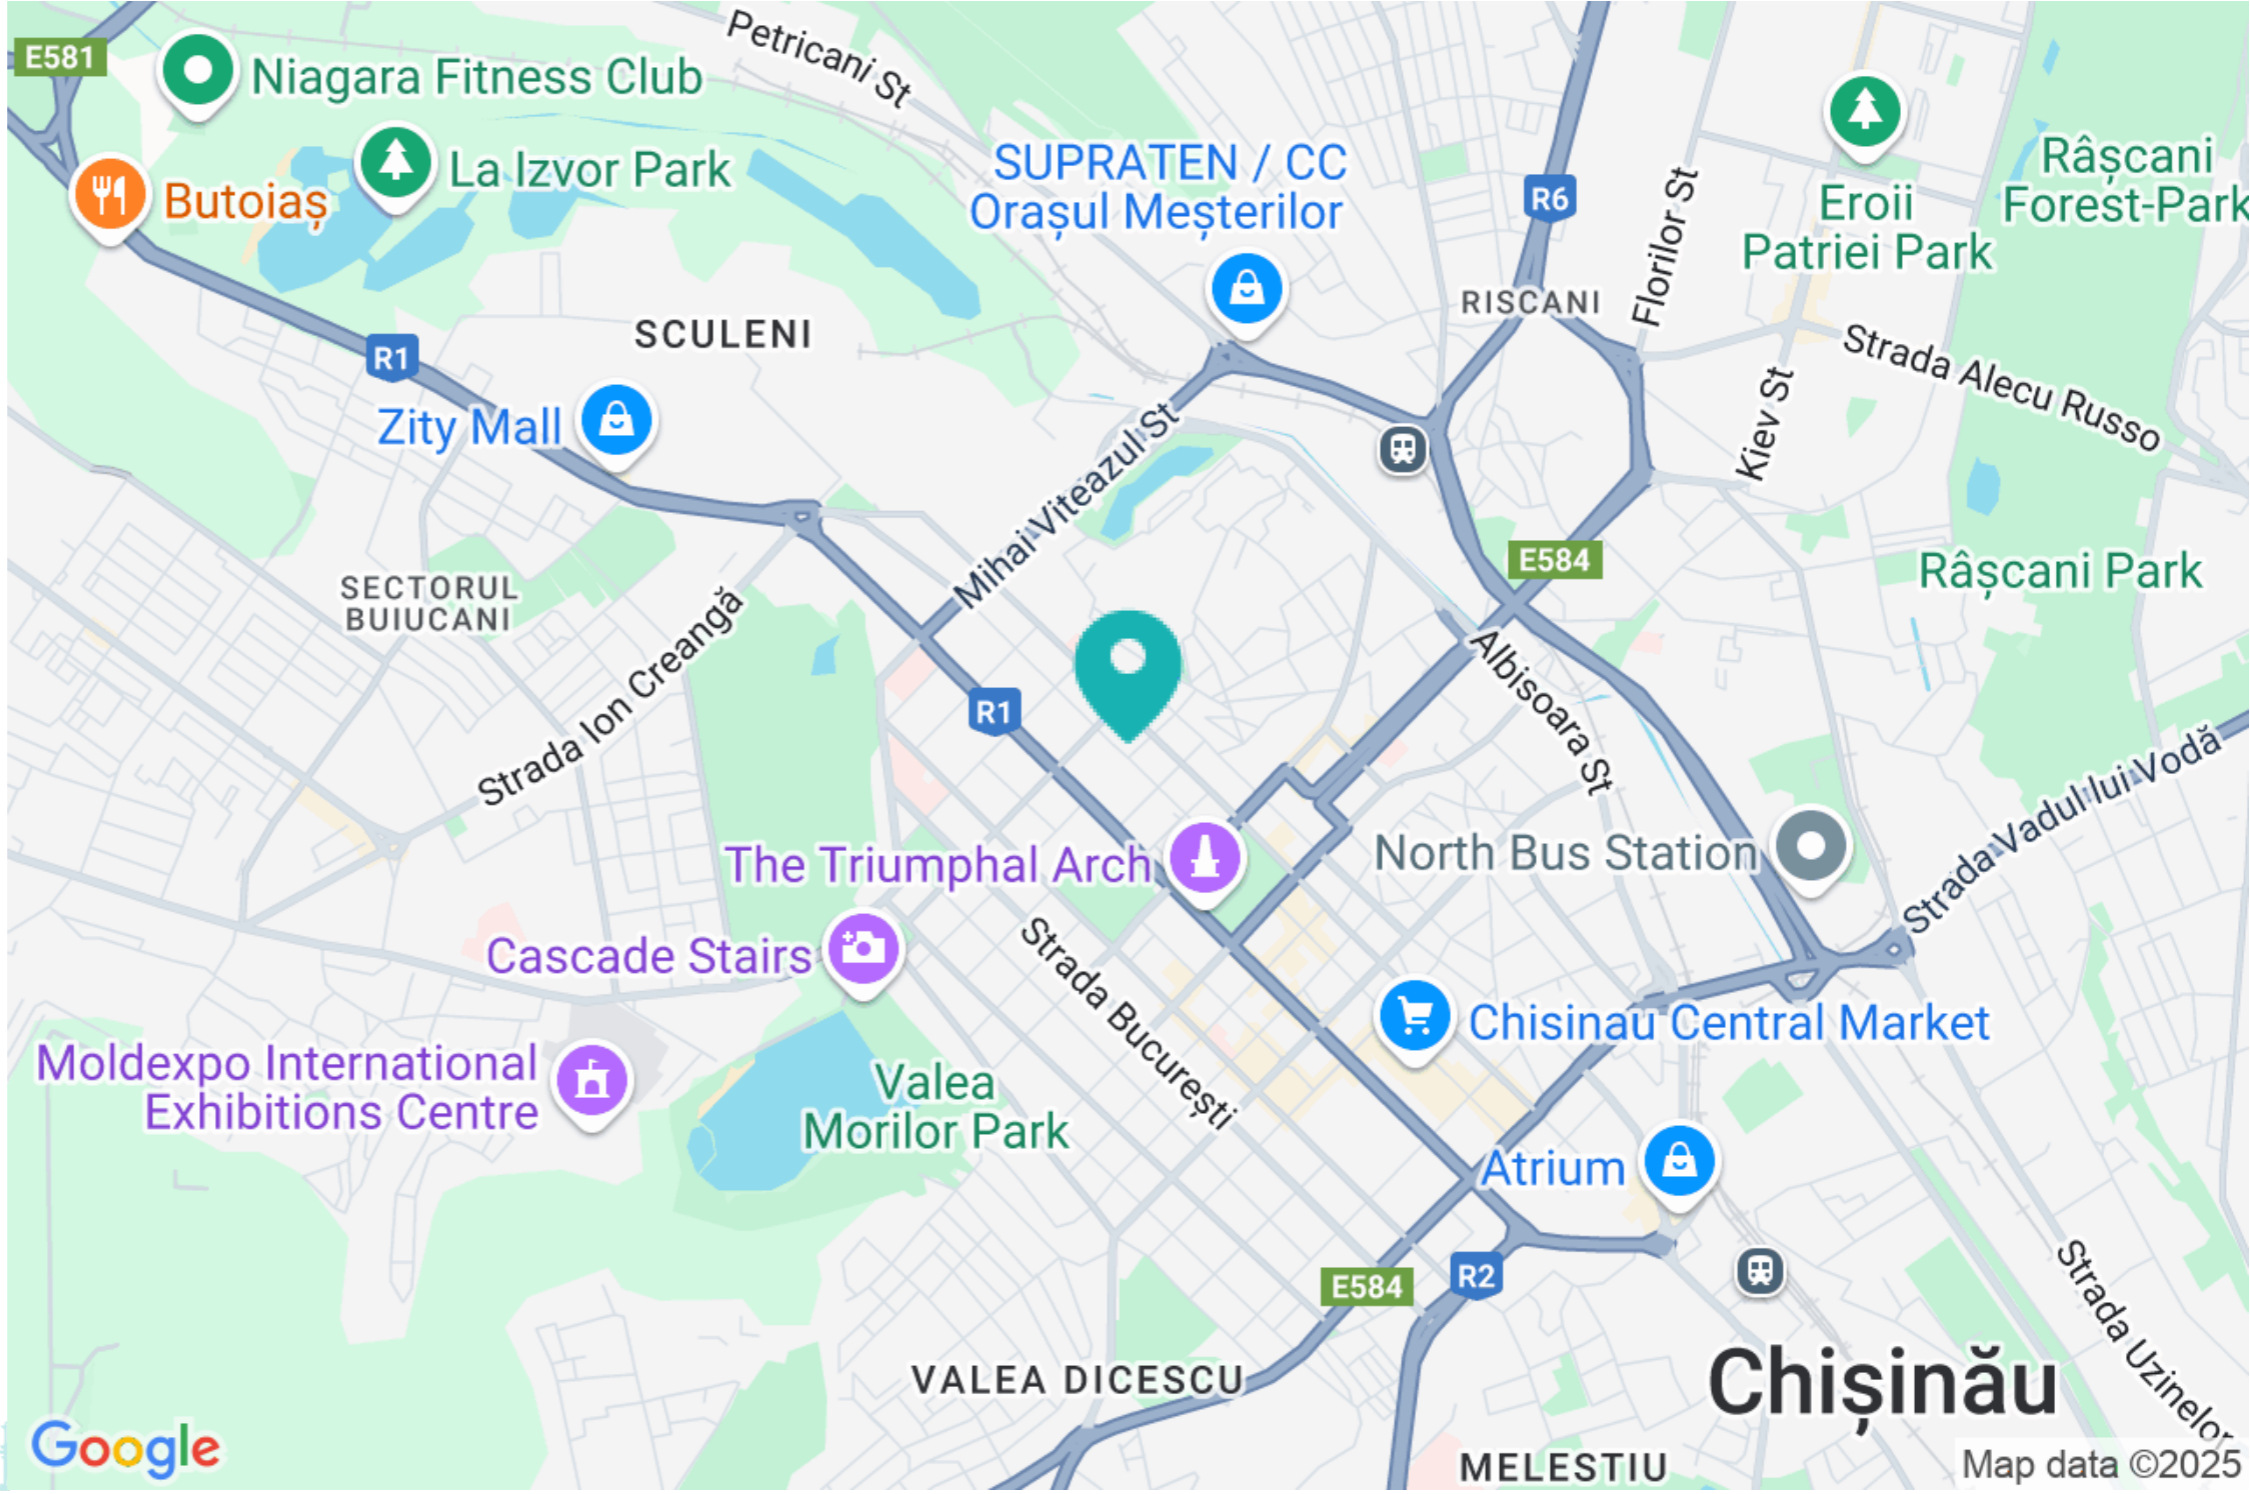 Petricani St
E581
Niagara Fitness Club
La Izvor Park
Butoiaș
SUPRATEN / CC
Orașul Meșterilor
R6
Florilor St
Eroii
Patriei Park
Râșcani
Forest-Park
RISCANI
SCULENI
R1
Zity Mall
Strada Alecu Russo
Kiev St
Mihai Viteazul St
E584
Râșcani Park
SECTORUL
BUIUCANI
Strada Ion Creangă
R1
Albisoara St
Strada Vadul lui Vodă
The Triumphal Arch
North Bus Station
Cascade Stairs
Strada București
Chisinau Central Market
Moldexpo International
Exhibitions Centre
Valea
Morilor Park
Atrium
E584
R2
Strada Uzinelor
VALEA DICESCU
Chișinău
MELESTIU
Google
Map data ©2025